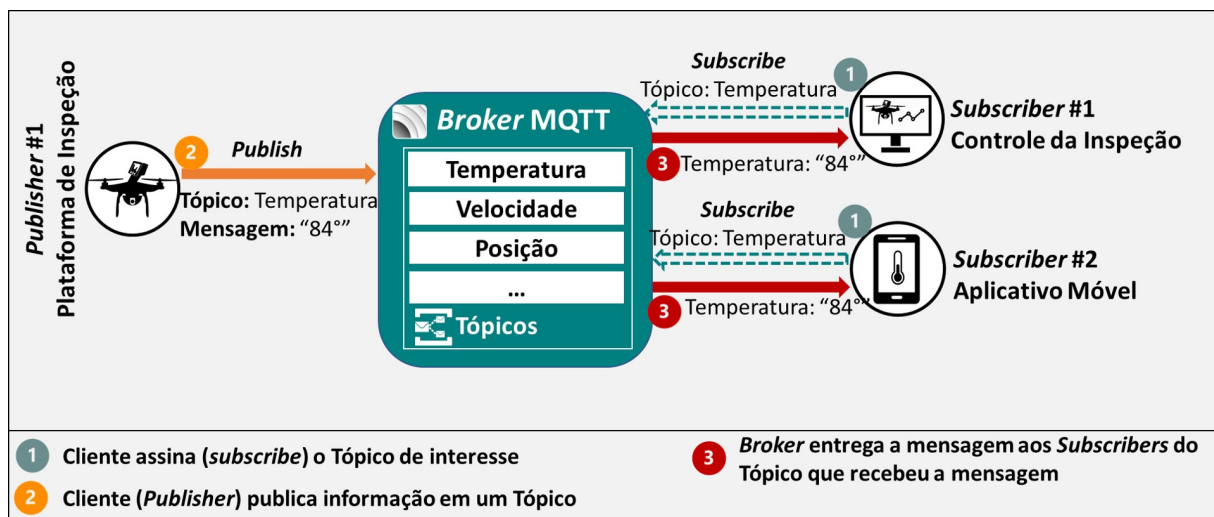 Publisher #1
Plataforma de Inspeção
2
Publish
Tópico: Temperatura
Mensagem: “84°”
Broker MQTT
Temperatura
Velocidade
Posição
...
Tópicos
Subscribe
1
Tópico: Temperatura
3
Temperatura: “84°”
Subscriber #1
Controle da Inspeção
Subscribe
1
Tópico: Temperatura
3
Temperatura: “84°”
Subscriber #2
Aplicativo Móvel
1 Cliente assina (subscribe) o Tópico de interesse
2 Cliente (Publisher) publica informação em um Tópico
3 Broker entrega a mensagem aos Subscribers do
Tópico que recebeu a mensagem